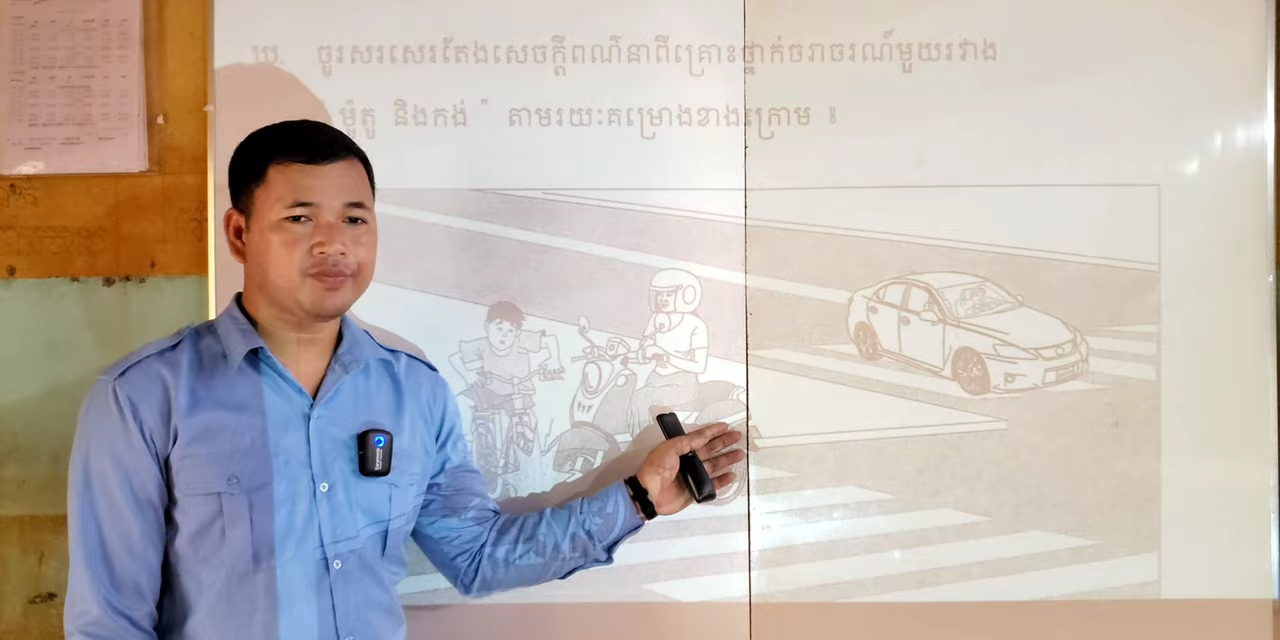 ឃ. ចូរសរសេរតែងសេចក្ដីពណ៌នាពីគ្រោះថ្នាក់ចរាចរណ៍មួយរវាង
ម៉ូតូ និងកង់ " តាមរយៈគម្រោងខាងក្រោម ៖